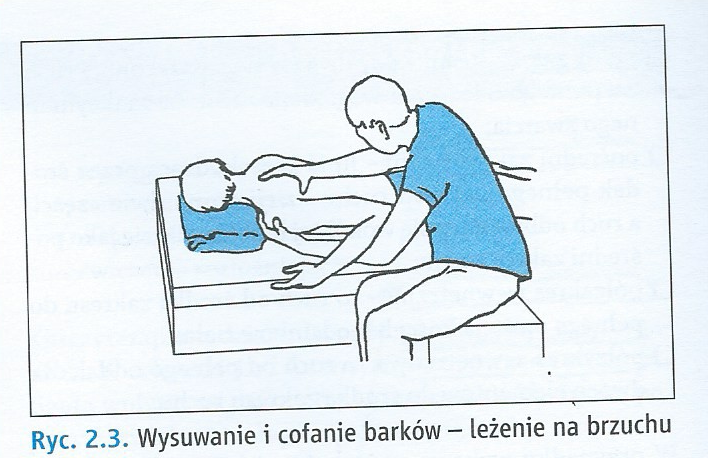 Ryc. 2.3. Wysuwanie i cofanie barków – leżenie na brzuchu